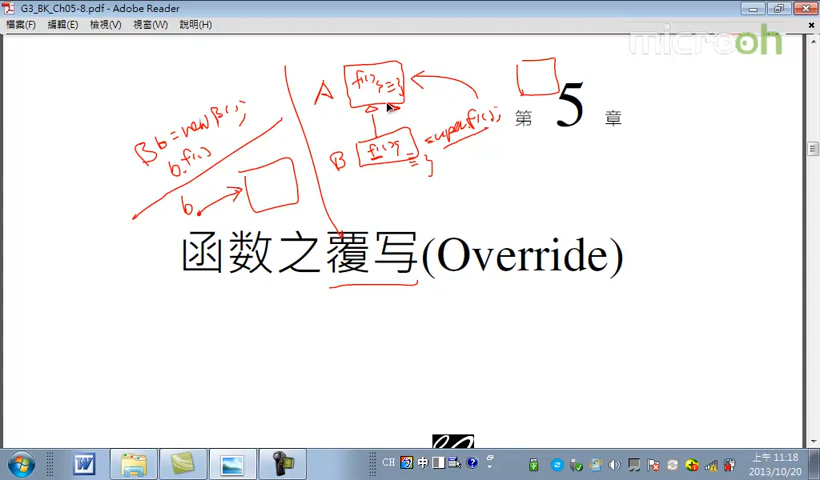 G3_BK_Ch05-8.pdf - Adobe Reader
檔案(F) 編輯(E) 檢視(V) 視窗(W) 說明(H)
microoh
A
f()
B b = new B();
b.f()
第 5 章
super.f();
B
f()
b
函数之覆写(Override)
CH 中
上午 11:18
2013/10/20